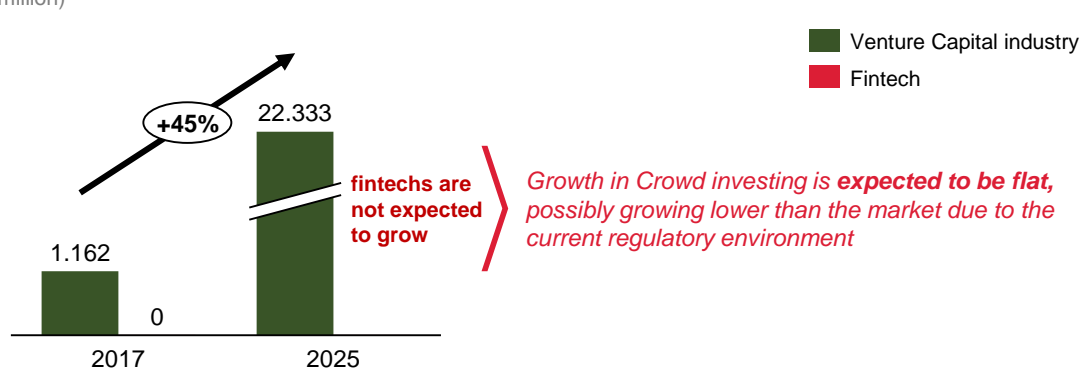 million)
Venture Capital industry
Fintech
+45%
22.333
fintechs are
not expected
to grow
Growth in Crowd investing is expected to be flat,
possibly growing lower than the market due to the
current regulatory environment
1.162
0
2017
2025